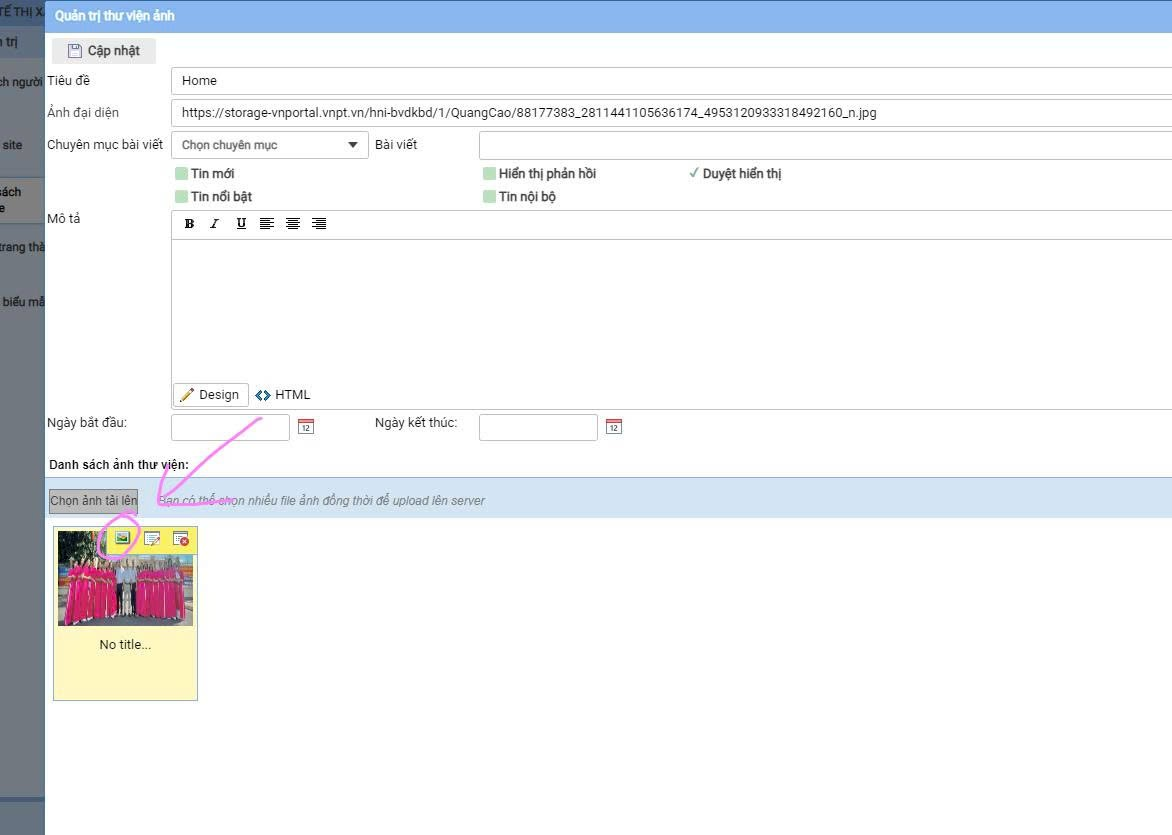 TẾ THỊ X
Quản trị thư viện ảnh
n trị
Cập nhật
ch người
Tiêu đề Home
Ảnh đại diện https://storage-vnportal.vnpt.vn/hni-bvdkbd/1/QuangCao/88177383_2811441105636174_4953120933318492160_n.jpg
site
Chuyên mục bài viết Chọn chuyên mục Bài viết
Tin mới Hiển thị phản hồi Duyệt hiển thị
sách
Tin nổi bật Tin nội bộ
e
Mô tả B I U
trang thà
biểu mẫ
Design HTML
Ngày bắt đầu: 12 Ngày kết thúc: 12
Danh sách ảnh thư viện:
Chọn ảnh tải lên Bạn có thể chọn nhiều file ảnh đồng thời để upload lên server
No title...